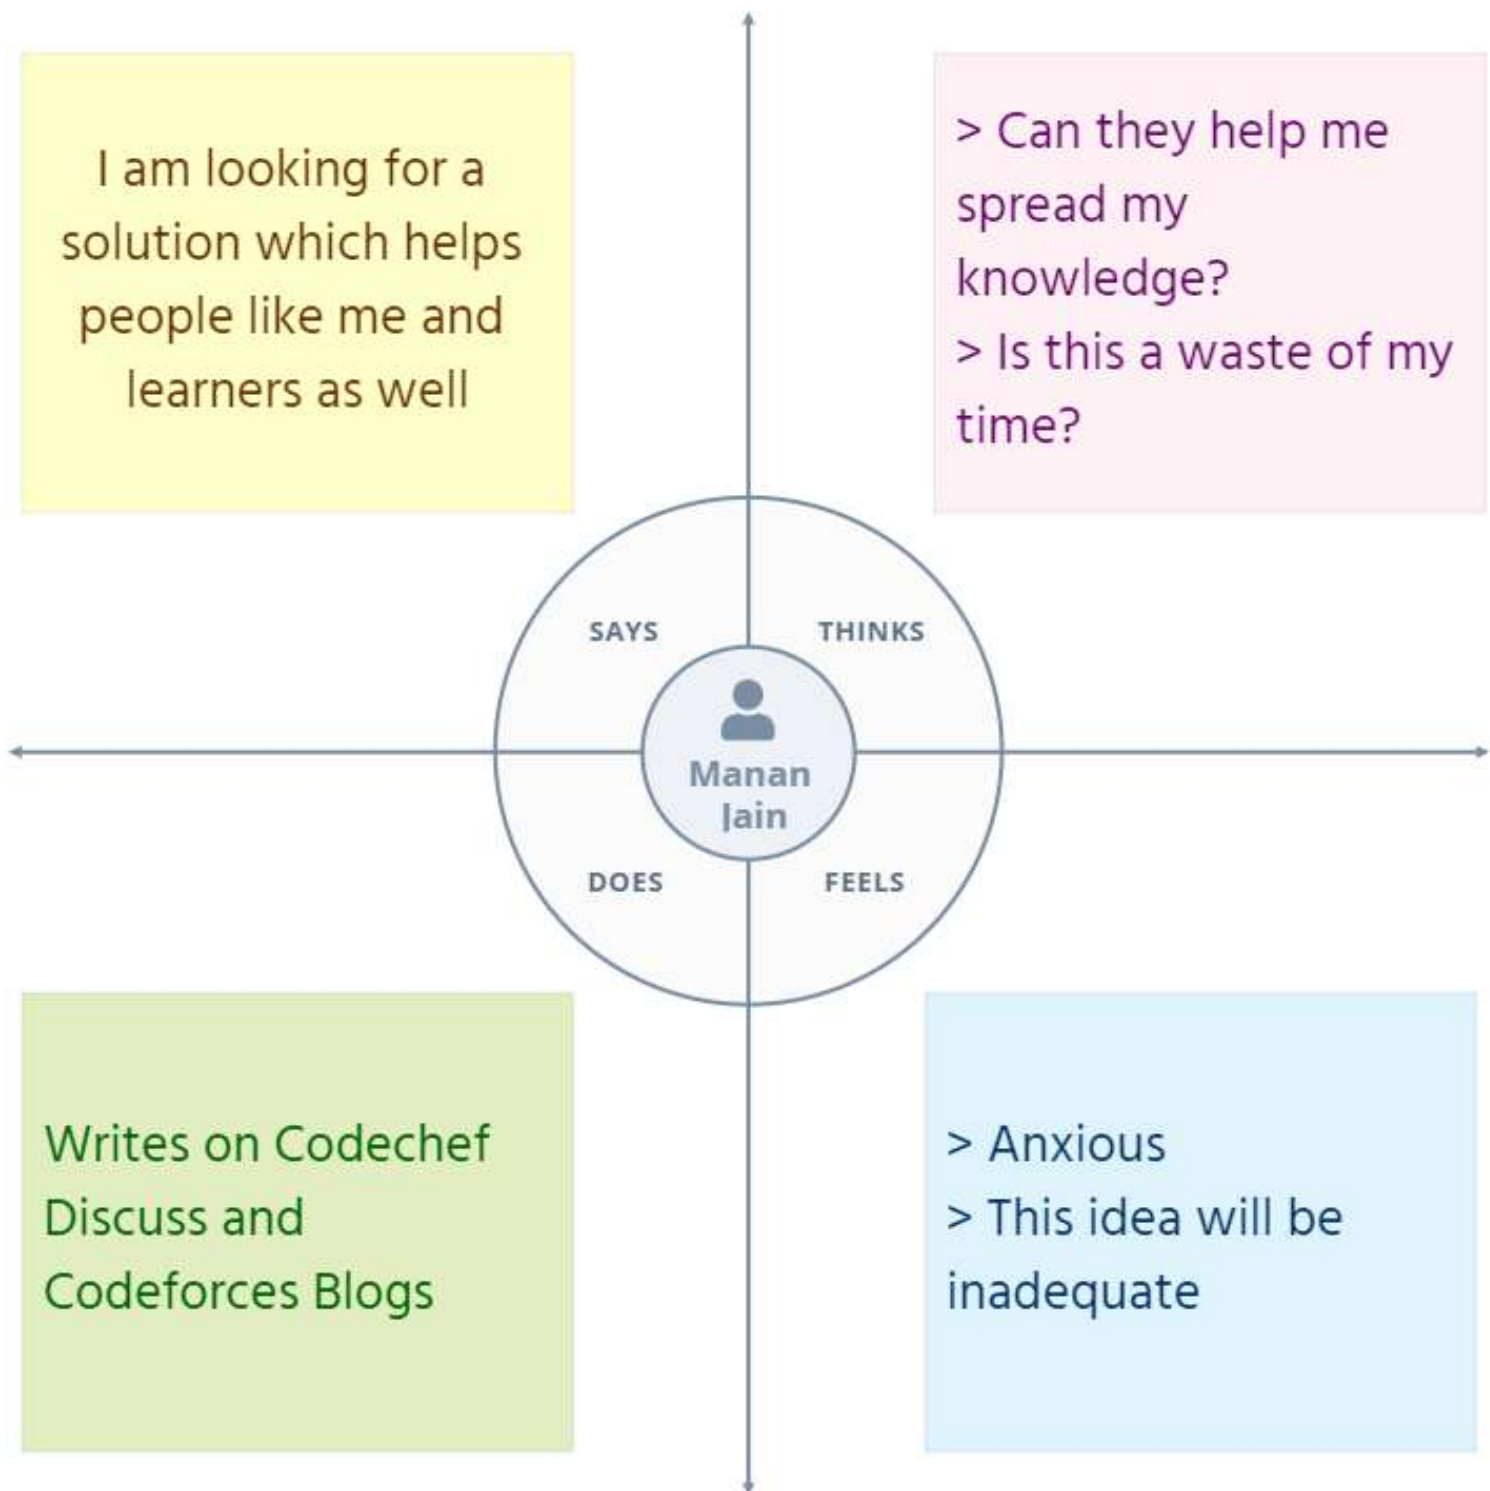 I am looking for a
solution which helps
people like me and
learners as well
> Can they help me
spread my
knowledge?
> Is this a waste of my
time?
SAYS
THINKS
Manan
Jain
DOES
FEELS
Writes on Codechef
Discuss and
Codeforces Blogs
> Anxious
> This idea will be
inadequate